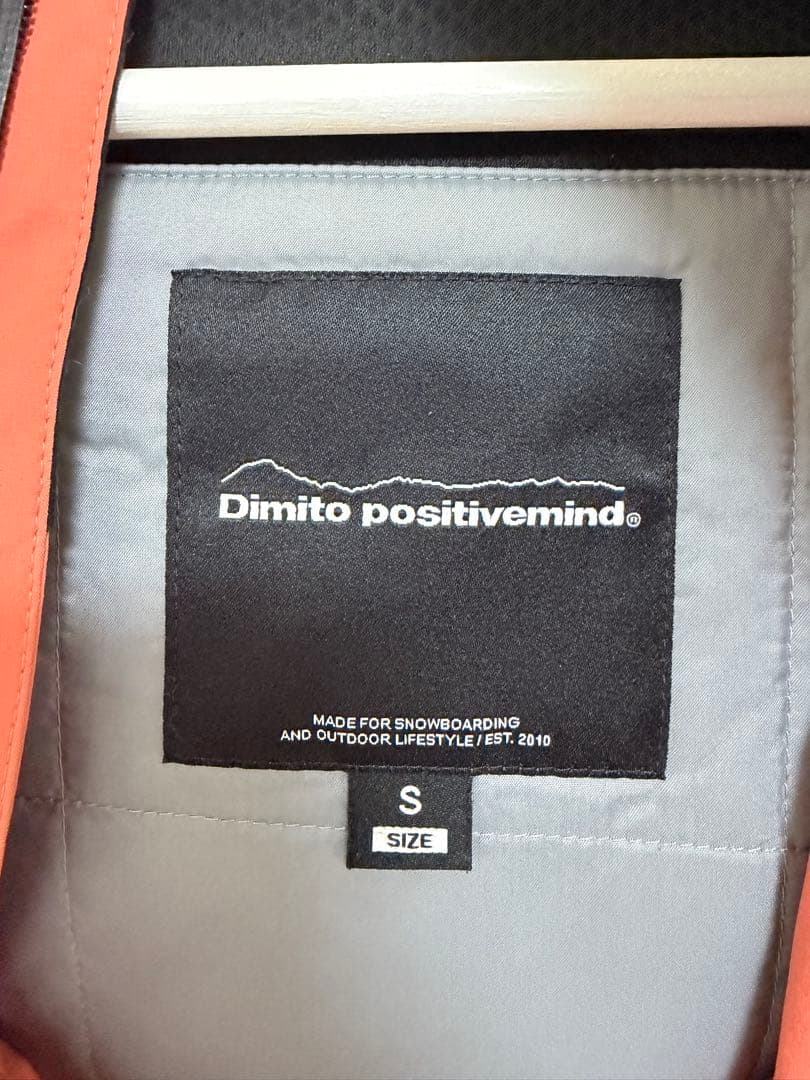 Dimito positivemind®
MADE FOR SNOWBOARDING
AND OUTDOOR LIFESTYLE / EST. 2010
S
SIZE